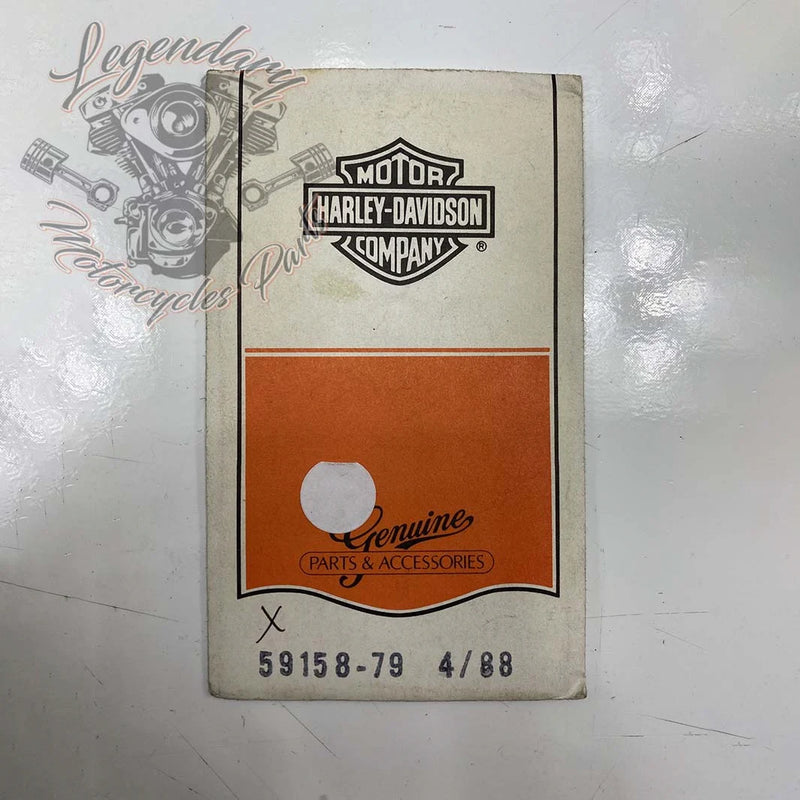 Legendary
Motorcycles Parts
MOTOR
HARLEY-DAVIDSON
COMPANY
®
Genuine
PARTS & ACCESSORIES
X
59158-79 4/88